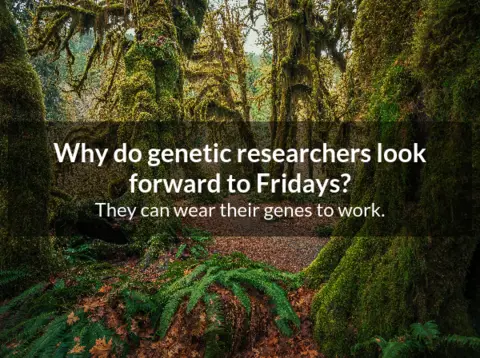 Why do genetic researchers look
forward to Fridays?
They can wear their genes to work.